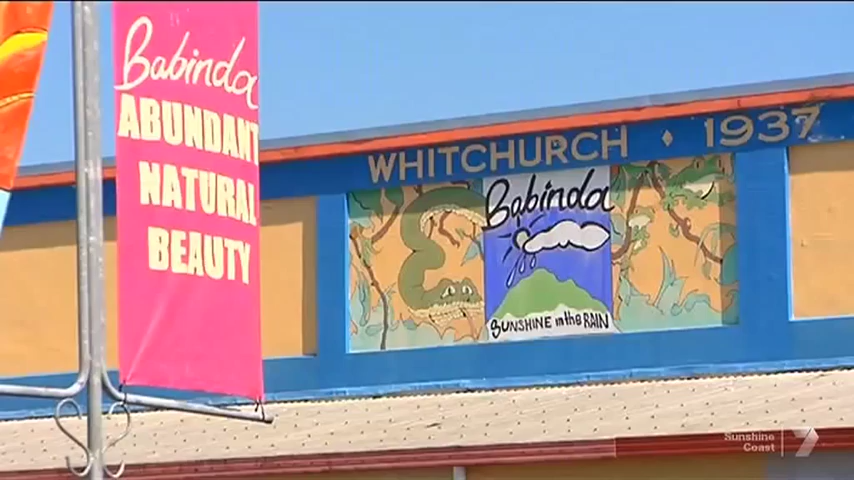 Babinda
ABUNDANT
NATURAL
BEAUTY
WHITCHURCH ♦ 1937
Babinda
SUNSHINE in the RAIN
Sunshine
Coast
7